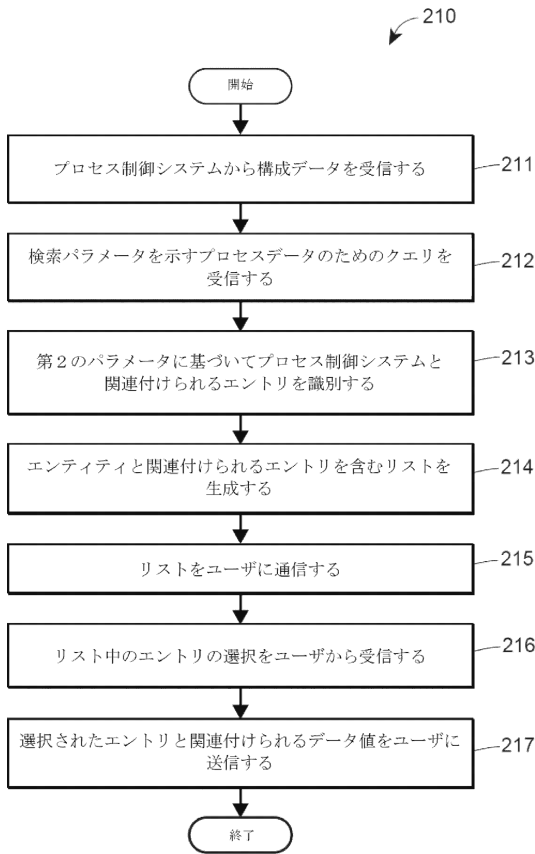 210
開始
プロセス制御システムから構成データを受信する
211
検索パラメータを示すプロセスデータのためのクエリを
受信する
212
第２のパラメータに基づいてプロセス制御システムと
関連付けられるエントリを識別する
213
エンティティと関連付けられるエントリを含むリストを
生成する
214
リストをユーザに通信する
215
リスト中のエントリの選択をユーザから受信する
216
選択されたエントリと関連付けられるデータ値をユーザに
送信する
217
終了